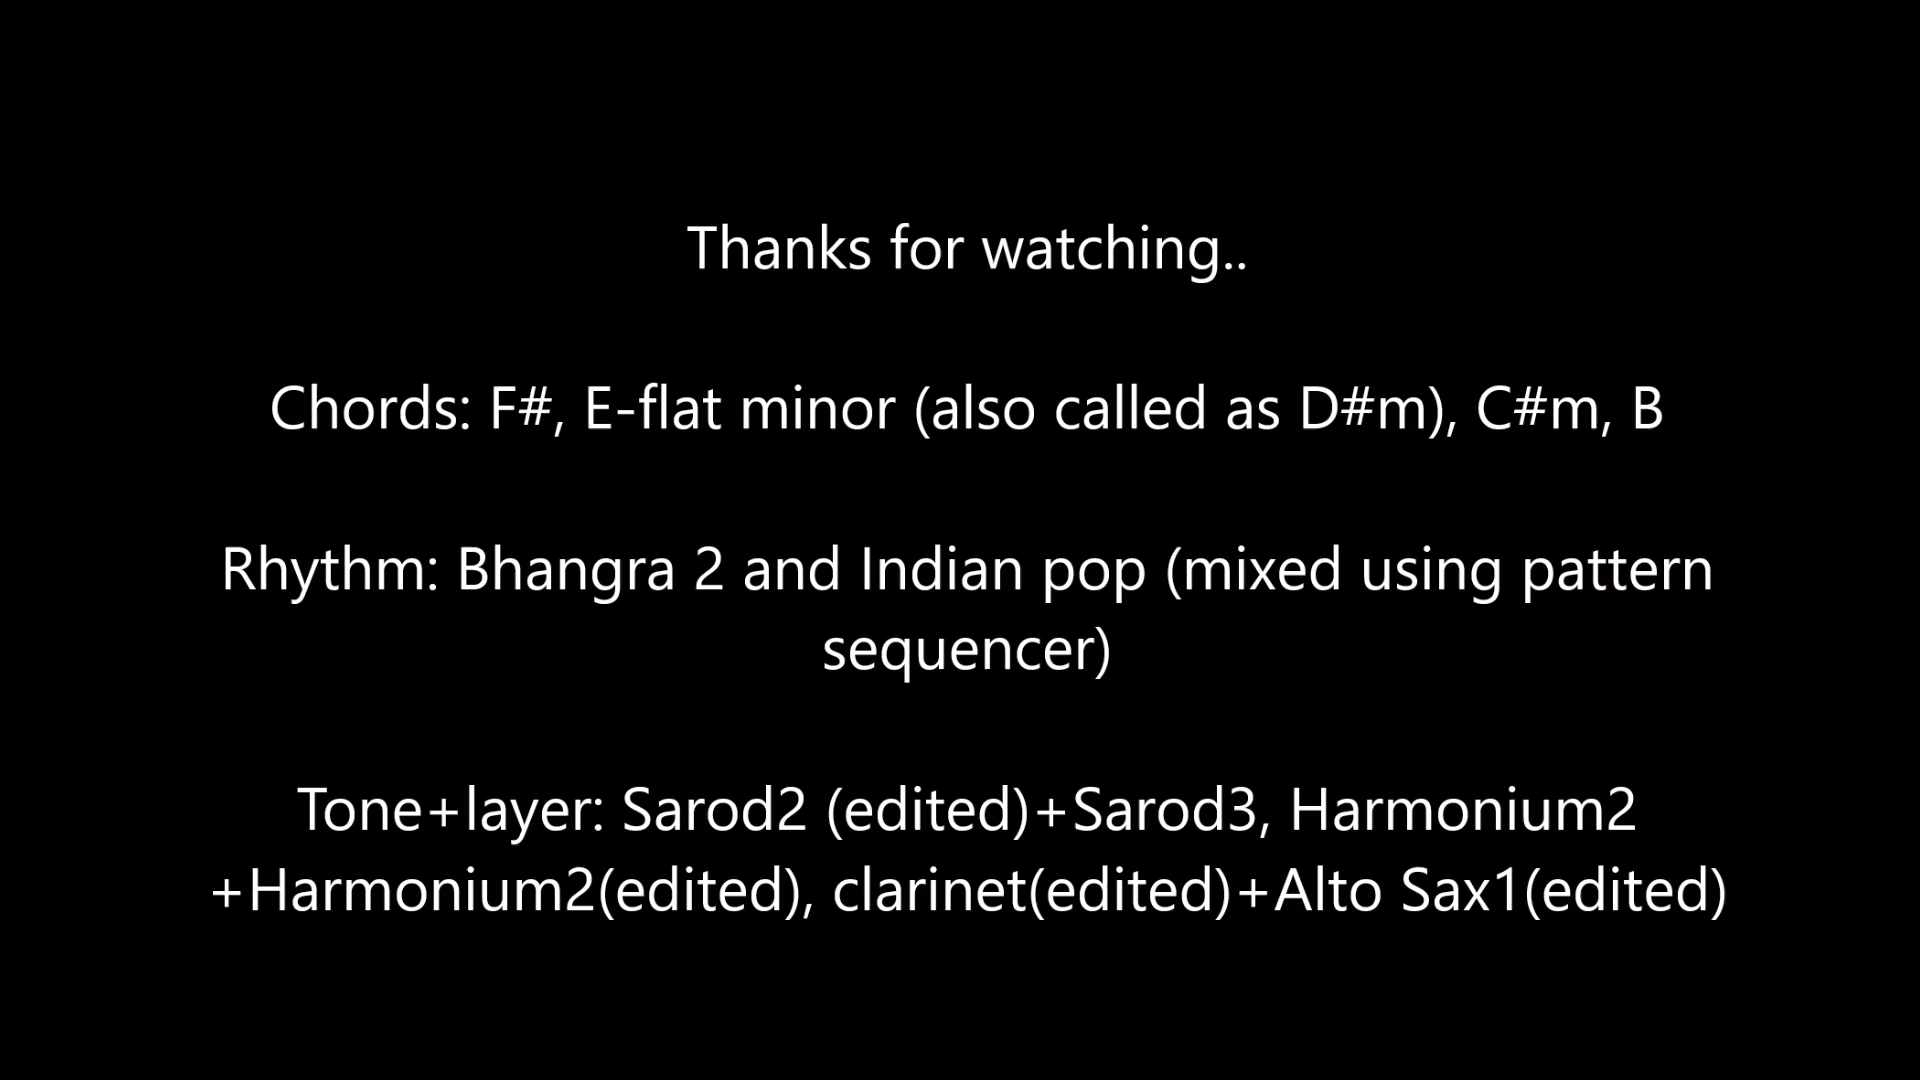 Thanks for watching..
Chords: F#, E-flat minor (also called as D#m), C#m, B
Rhythm: Bhangra 2 and Indian pop (mixed using pattern
sequencer)
Tone+layer: Sarod2 (edited)+Sarod3, Harmonium2
+Harmonium2(edited), clarinet(edited)+Alto Sax1(edited)